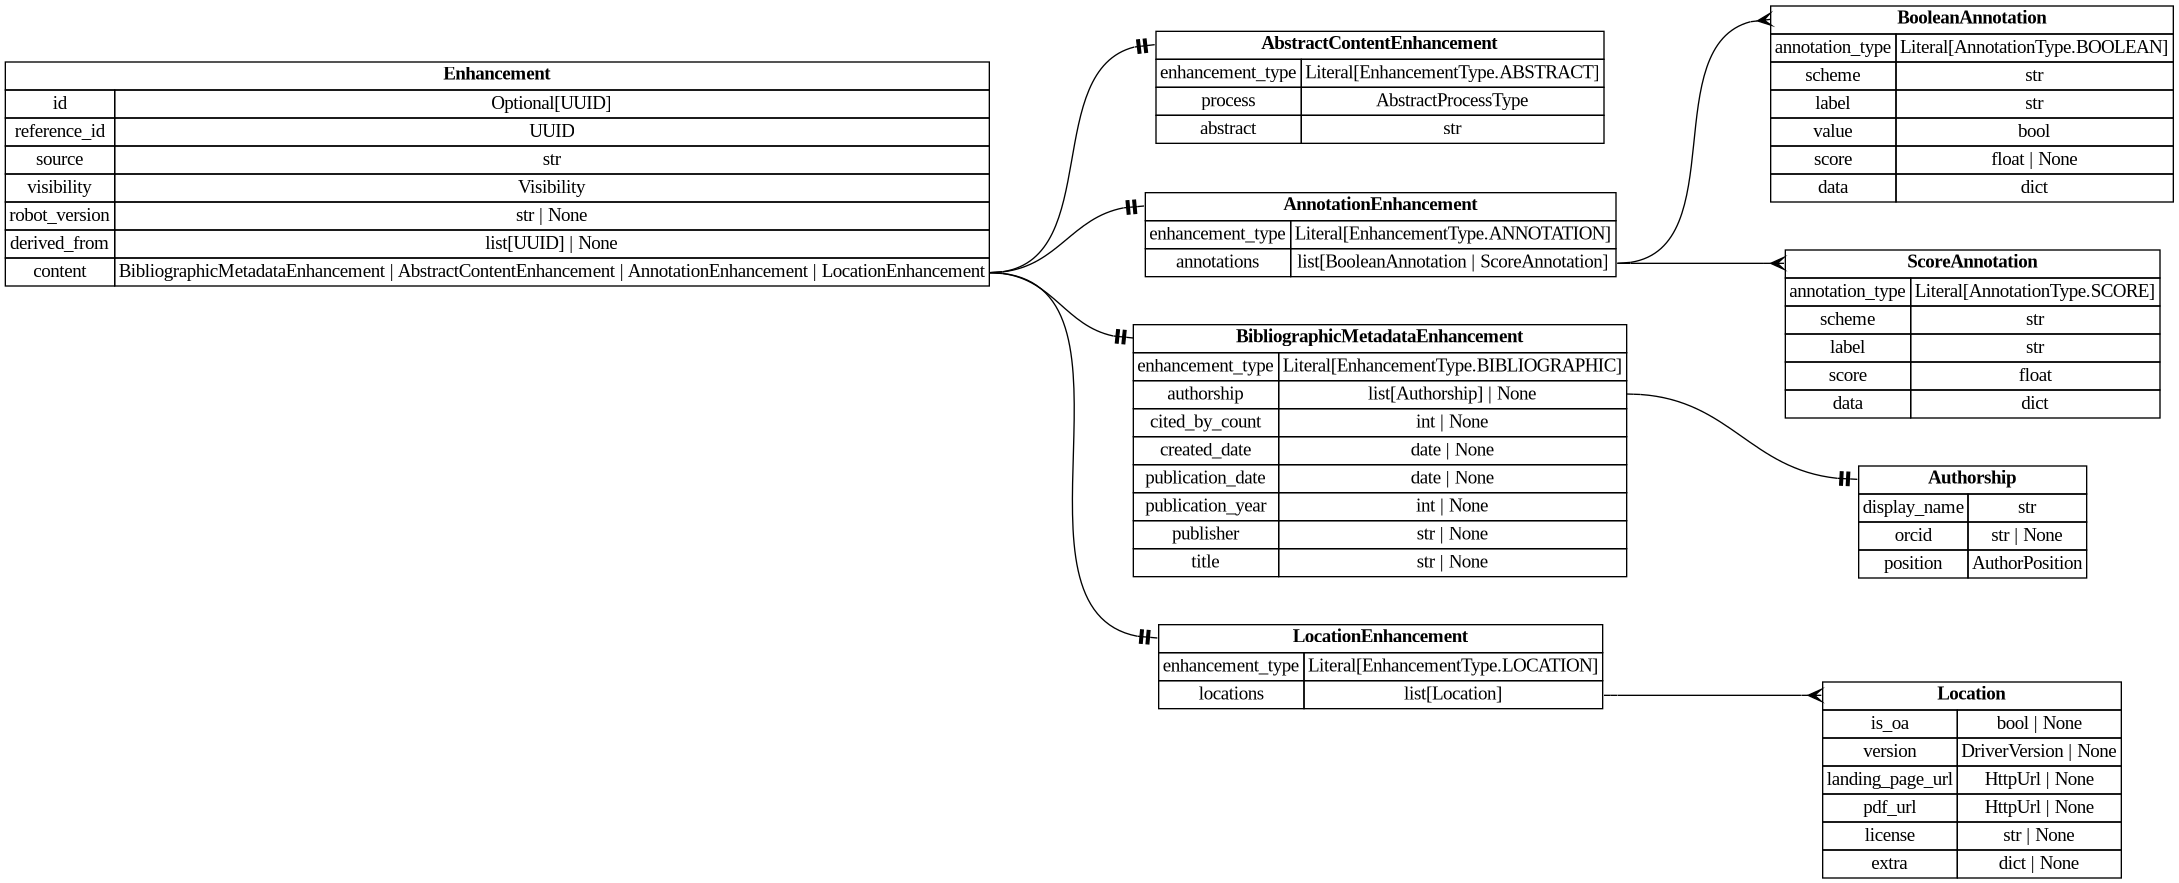 Enhancement
id Optional[UUID]
reference_id UUID
source str
visibility Visibility
robot_version str | None
derived_from list[UUID] | None
content BibliographicMetadataEnhancement | AbstractContentEnhancement | AnnotationEnhancement | LocationEnhancement
AbstractContentEnhancement
enhancement_type Literal[EnhancementType.ABSTRACT]
process AbstractProcessType
abstract str
AnnotationEnhancement
enhancement_type Literal[EnhancementType.ANNOTATION]
annotations list[BooleanAnnotation | ScoreAnnotation]
BibliographicMetadataEnhancement
enhancement_type Literal[EnhancementType.BIBLIOGRAPHIC]
authorship list[Authorship] | None
cited_by_count int | None
created_date date | None
publication_date date | None
publication_year int | None
publisher str | None
title str | None
LocationEnhancement
enhancement_type Literal[EnhancementType.LOCATION]
locations list[Location]
BooleanAnnotation
annotation_type Literal[AnnotationType.BOOLEAN]
scheme str
label str
value bool
score float | None
data dict
ScoreAnnotation
annotation_type Literal[AnnotationType.SCORE]
scheme str
label str
score float
data dict
Authorship
display_name str
orcid str | None
position AuthorPosition
Location
is_oa bool | None
version DriverVersion | None
landing_page_url HttpUrl | None
pdf_url HttpUrl | None
license str | None
extra dict | None